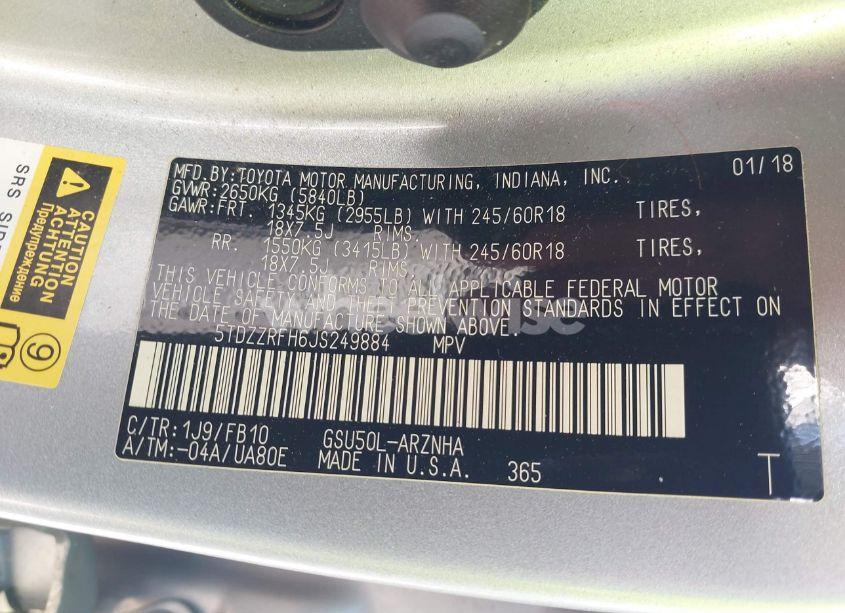 MFD.BY:TOYOTA MOTOR MANUFACTURING, INDIANA, INC. 01/18
GVWR:2650KG (5840LB)
GAWR:FRT. 1345KG (2955LB) WITH 245/60R18 TIRES,
18X7.5J RIMS.
RR. 1550KG (3415LB) WITH 245/60R18 TIRES,
18X7.5J RIMS.
THIS VEHICLE CONFORMS TO ALL APPLICABLE FEDERAL MOTOR
VEHICLE SAFETY AND THEFT PREVENTION STANDARDS IN EFFECT ON
THE DATE OF MANUFACTURE SHOWN ABOVE.
5TDZZRFH6JS249884 MPV
C/TR:1J9/FB10 GSU50L-ARZNHA
A/TM:-04A/UA80E MADE IN U.S.A. 365 T
SRS
CAUTION
ATTENTION
ACHTUNG
Предупреждение
9